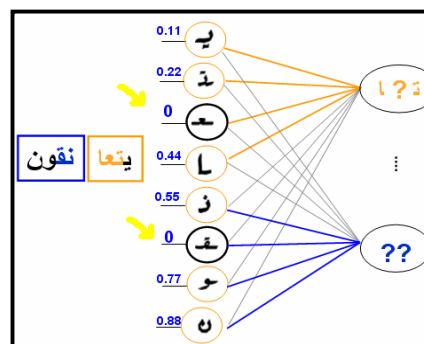 0.11 يـ
0.22 ـتـ
0 ـعـ
0.44 ـا
0.55 نـ
0 ـقـ
0.77 ـو
0.88 ن
يتعا نقون
ا ? ت
??